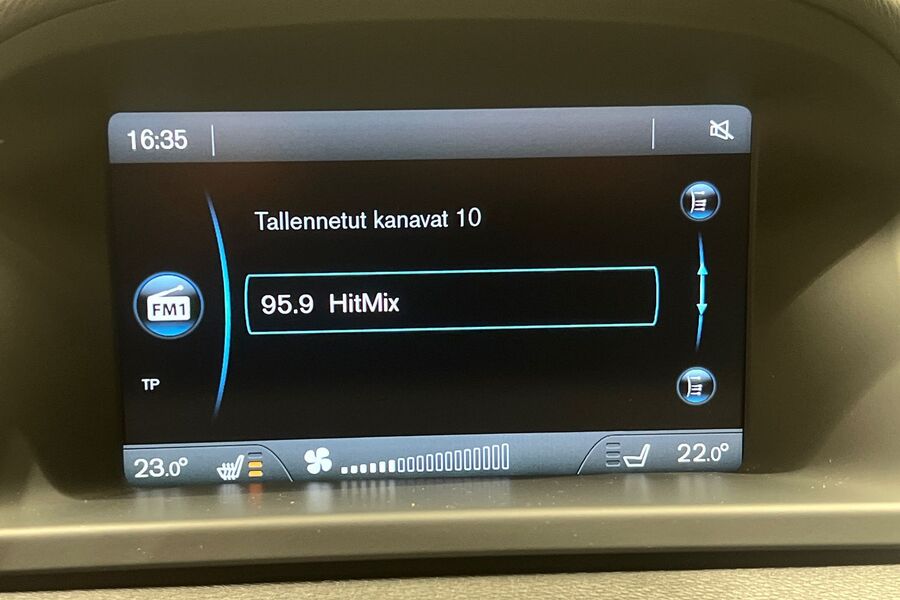 16:35
Tallennetut kanavat 10
FM1
95.9 HitMix
TP
23.0°
22.0°